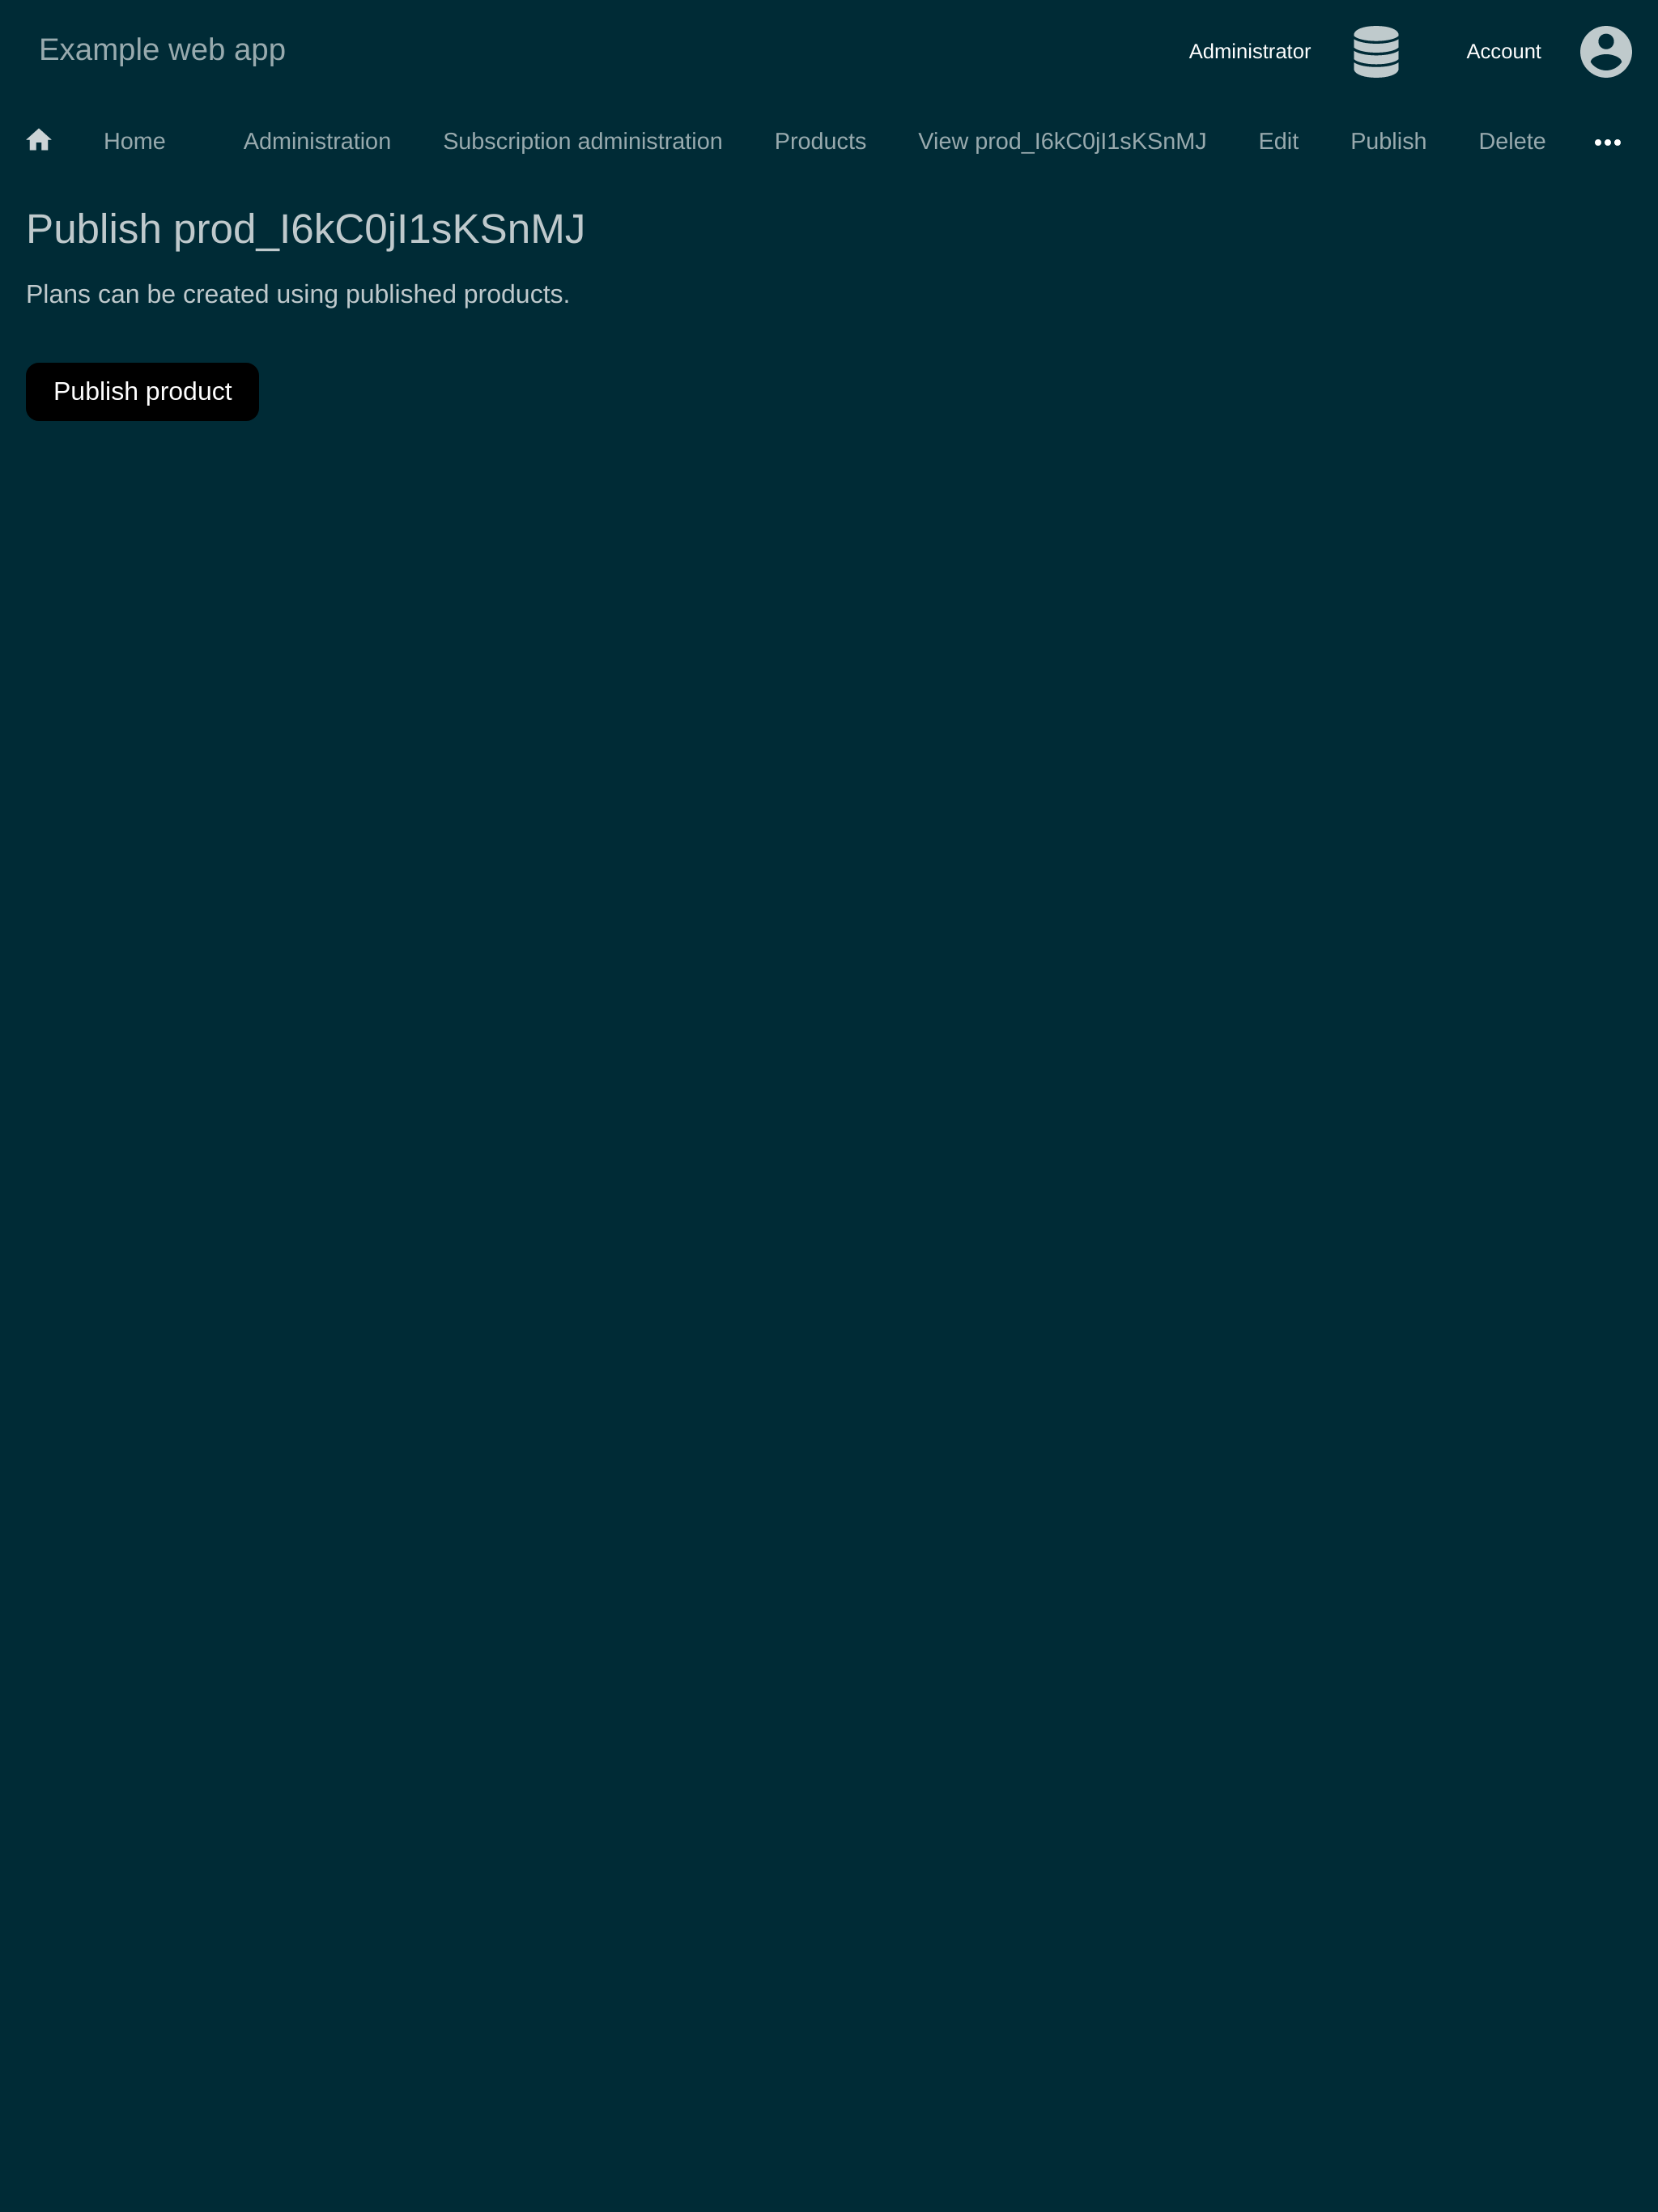 Example web app
Administrator Account
Home Administration Subscription administration Products View prod_I6kC0jI1sKSnMJ Edit Publish Delete
Publish prod_I6kC0jI1sKSnMJ
Plans can be created using published products.
Publish product